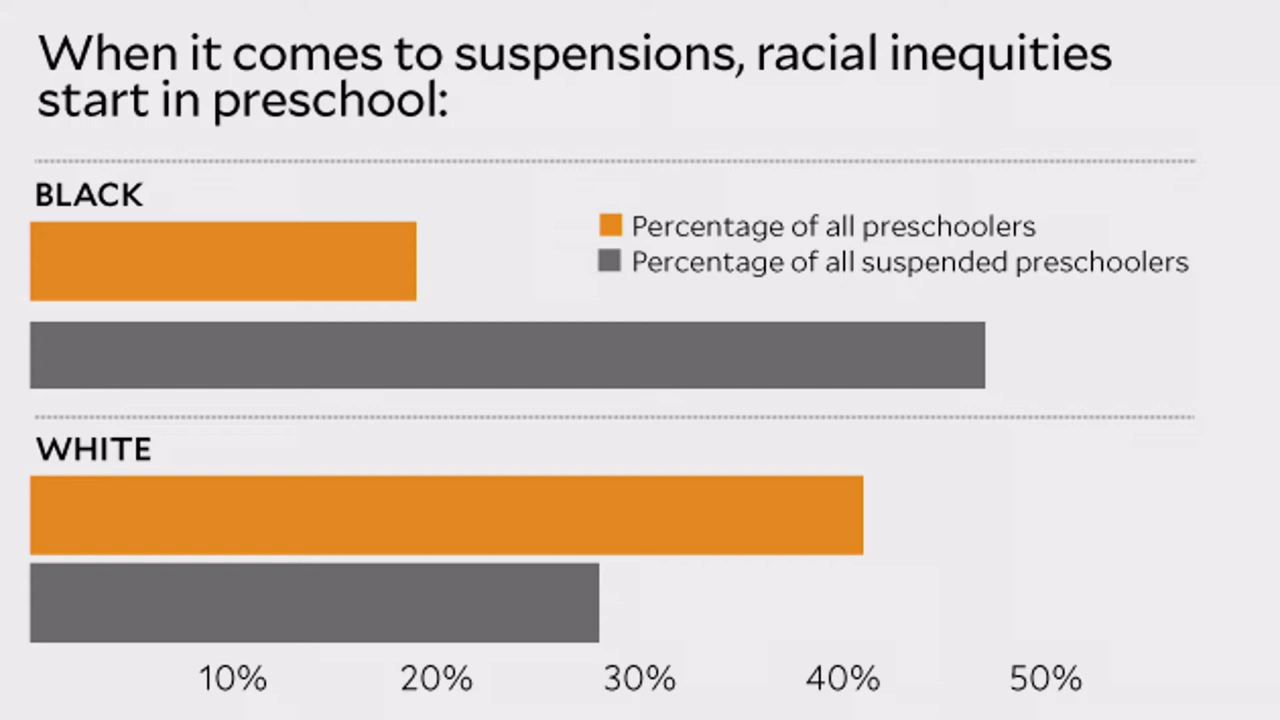 When it comes to suspensions, racial inequities
start in preschool:
BLACK
Percentage of all preschoolers
Percentage of all suspended preschoolers
WHITE
10% 20% 30% 40% 50%